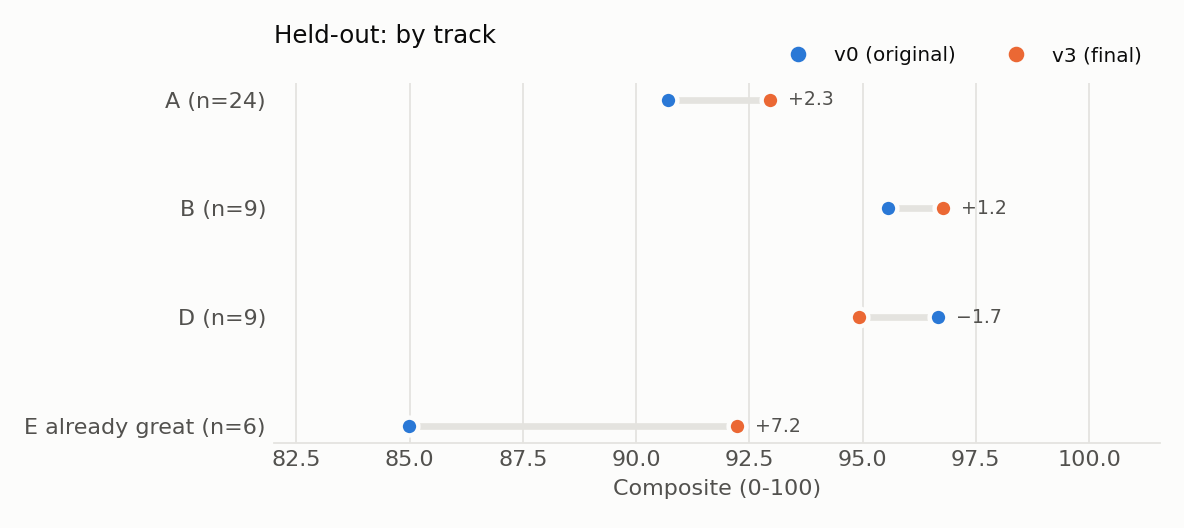 Held-out: by track
v0 (original) v3 (final)
A (n=24) +2.3
B (n=9) +1.2
D (n=9) −1.7
E already great (n=6) +7.2
82.5 85.0 87.5 90.0 92.5 95.0 97.5 100.0
Composite (0-100)